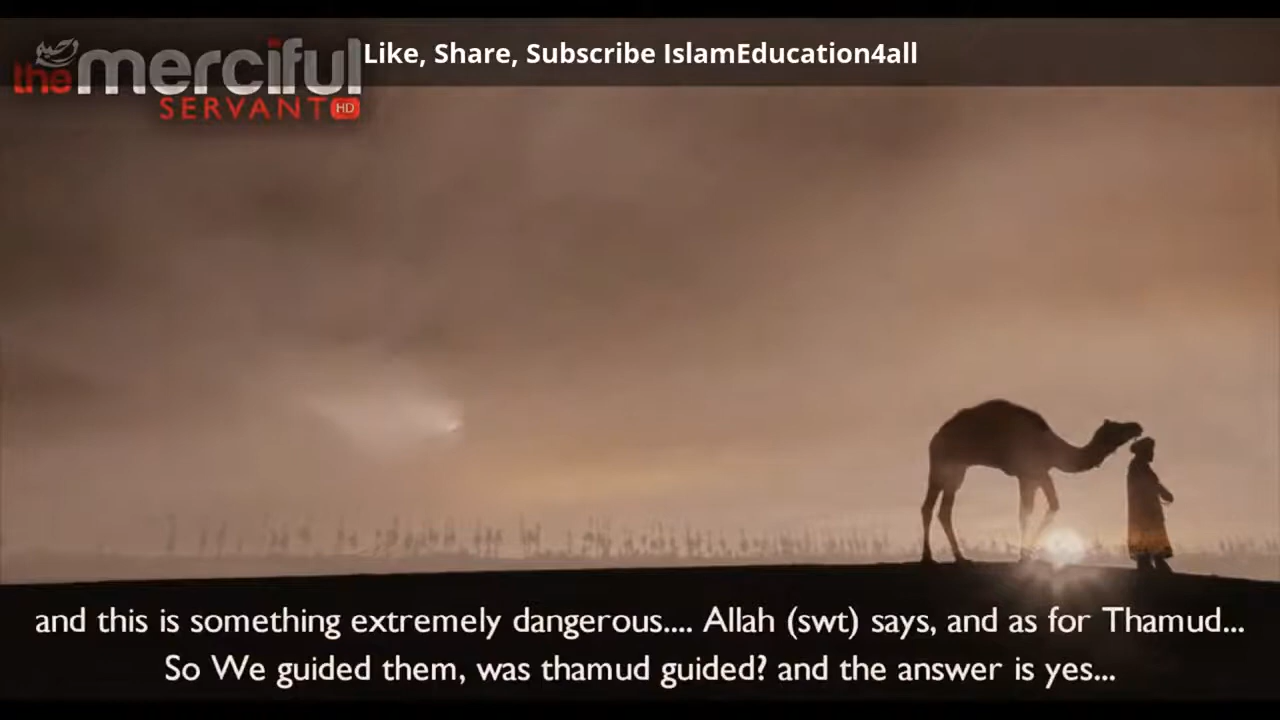 the merciful
SERVANT HD
Like, Share, Subscribe IslamEducation4all
and this is something extremely dangerous.... Allah (swt) says, and as for Thamud...
So We guided them, was thamud guided? and the answer is yes...